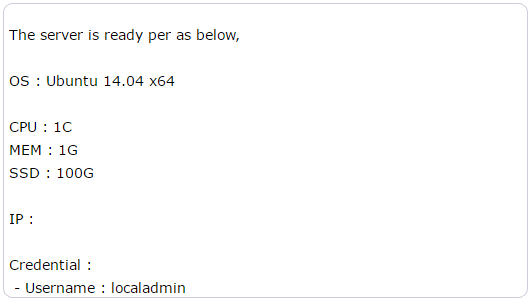 The server is ready per as below,
OS : Ubuntu 14.04 x64
CPU : 1C
MEM : 1G
SSD : 100G
IP :
Credential :
- Username : localadmin